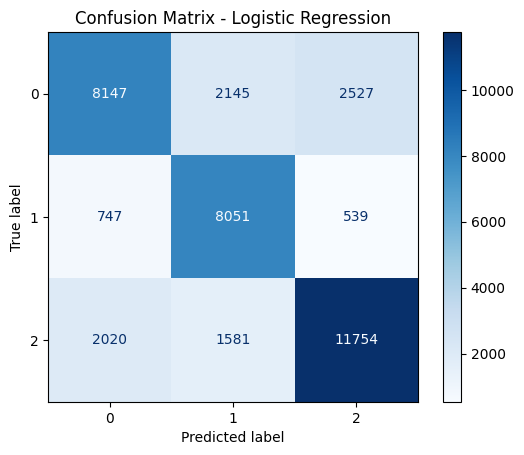 Confusion Matrix - Logistic Regression
0 8147 2145 2527
1 747 8051 539
2 2020 1581 11754
0 1 2
True label
Predicted label
10000
8000
6000
4000
2000